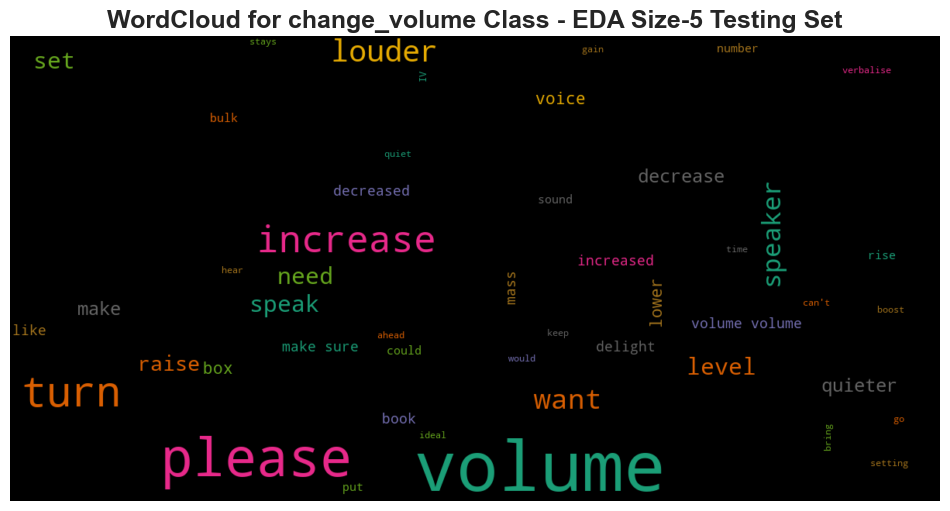 WordCloud for change_volume Class - EDA Size-5 Testing Set
stays
louder
gain
number
set
IV
verbalise
voice
bulk
quiet
decrease
decreased
sound
speaker
increase
time
rise
increased
hear
need
mass
lower
speak
make
can't
boost
volume volume
like
ahead
keep
make sure
could
delight
would
raise
box
level
quieter
turn
want
book
go
ideal
bring
please
volume
setting
put